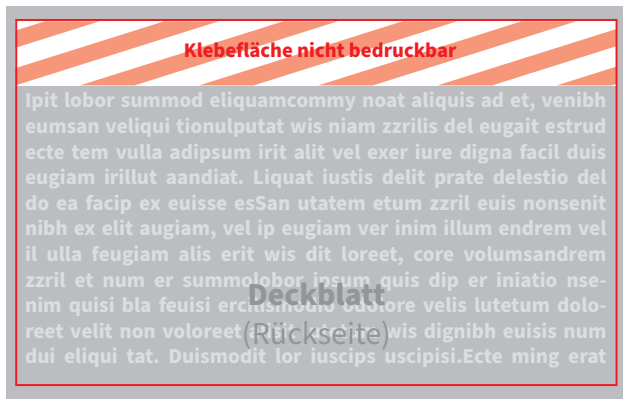 Klebefläche nicht bedruckbar
Ipit lobor summod eliquamcommy noat aliquis ad et, venibh
eumsan veliqui tionulputat wis niam zzrilis del eugait estrud
ecte tem vulla adipsum irit alit vel exer iure digna facil duis
eugiam irillut aandiat. Liquat iustis delit prate delestio del
do ea facip ex euisse esSan utatem etum zzril euis nonsenit
nibh ex elit augiam, vel ip eugiam ver inim illum endrem vel
il ulla feugiam alis erit wis dit loreet, core volumsandrem
zzril et num er summolobor ipsum quis dip er iniatio nse-
nim quisi bla feuisi dolore velis lutetum dolo-
Deckblatt
reet velit non voloreet wis dignibh euisis num
(Rückseite)
dui eliqui tat. Duismodit lor iuscips uscipisi.Ecte ming erat